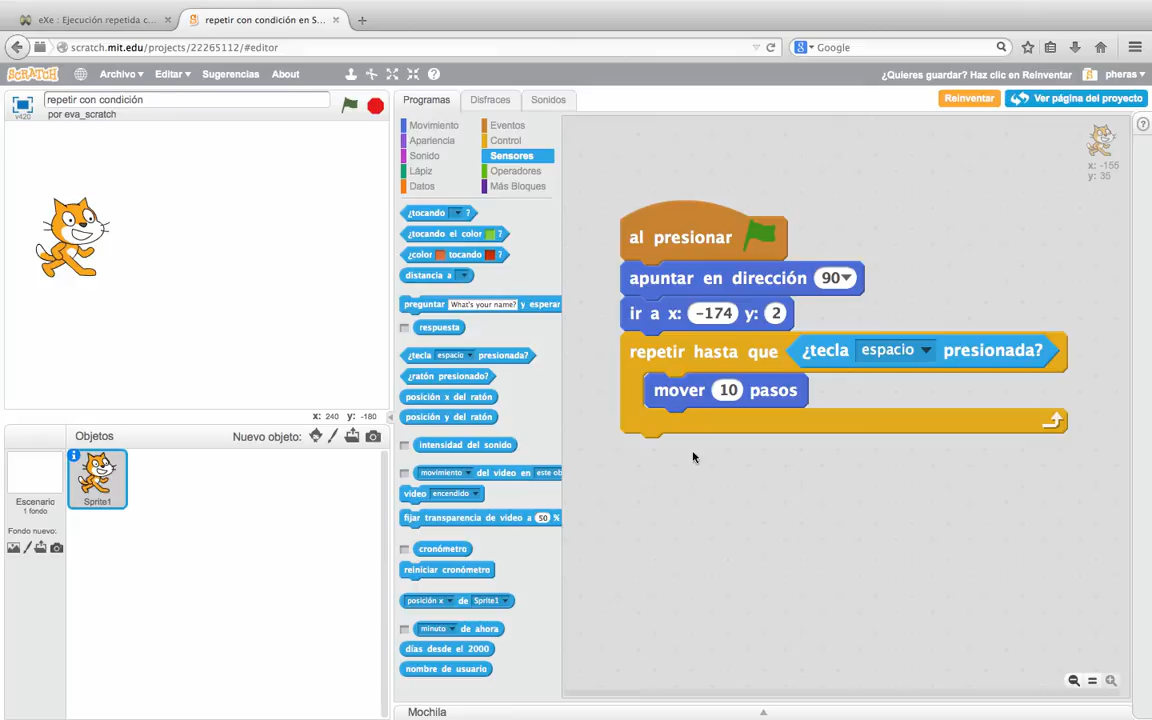 eXe : Ejecución repetida c... ×
repetir con condición en S... × +
scratch.mit.edu/projects/22265112/#editor
Google
SCRATCH Archivo Editar Sugerencias About
¿Quieres guardar? Haz clic en Reinventar pheras
v420
repetir con condición
por eva_scratch
Programas Disfraces Sonidos
Reinventar Ver página del proyecto
Movimiento
Apariencia
Sonido
Lápiz
Datos
Eventos
Control
Sensores
Operadores
Más Bloques
¿tocando ?
¿tocando el color ?
¿color tocando ?
distancia a
preguntar What's your name? y esperar
respuesta
¿tecla espacio presionada?
¿ratón presionado?
posición x del ratón
posición y del ratón
intensidad del sonido
movimiento del video en este ob
video encendido
fijar transparencia de video a 50 %
cronómetro
reiniciar cronómetro
posición x de Sprite1
minuto de ahora
días desde el 2000
nombre de usuario
x: -155
y: 35
al presionar
apuntar en dirección 90
ir a x: -174 y: 2
repetir hasta que ¿tecla espacio presionada?
mover 10 pasos
x: 240 y: -180
Objetos Nuevo objeto:
Escenario
1 fondo
Fondo nuevo:
Sprite1
Mochila